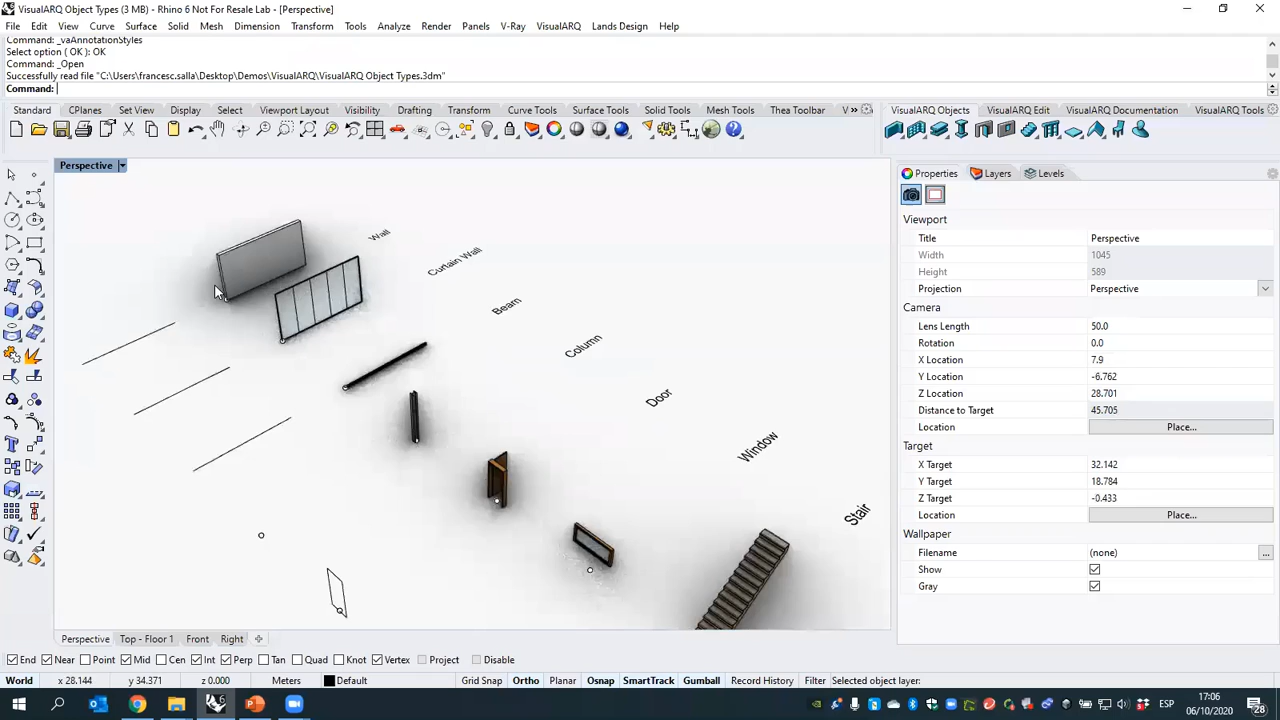 VisualARQ Object Types (3 MB) - Rhino 6 Not For Resale Lab - [Perspective]
File Edit View Curve Surface Solid Mesh Dimension Transform Tools Analyze Render Panels V-Ray VisualARQ Lands Design Help
Command: _vaAnnotationStyles
Select option ( OK ): OK
Command: _Open
Successfully read file "C:\Users\francesc.salla\Desktop\Demos\VisualARQ\VisualARQ Object Types.3dm"
Command:
Standard CPlanes Set View Display Select Viewport Layout Visibility Drafting Transform Curve Tools Surface Tools Solid Tools Mesh Tools Thea Toolbar V »
VisualARQ Objects VisualARQ Edit VisualARQ Documentation VisualARQ Tools
Perspective
Properties Layers Levels
Viewport
Title Perspective
Width 1045
Height 589
Projection Perspective
Camera
Lens Length 50.0
Rotation 0.0
X Location 7.9
Y Location -6.762
Z Location 28.701
Distance to Target 45.705
Location Place...
Target
X Target 32.142
Y Target 18.784
Z Target -0.433
Location Place...
Wallpaper
Filename (none) ...
Show
Gray
Wall
Curtain Wall
Beam
Column
Door
Window
Stair
Perspective Top - Floor 1 Front Right
End Near Point Mid Cen Int Perp Tan Quad Knot Vertex Project Disable
World x 28.144 y 34.371 z 0.000 Meters Default Grid Snap Ortho Planar Osnap SmartTrack Gumball Record History Filter Selected object layer:
ESP
17:06
06/10/2020
28